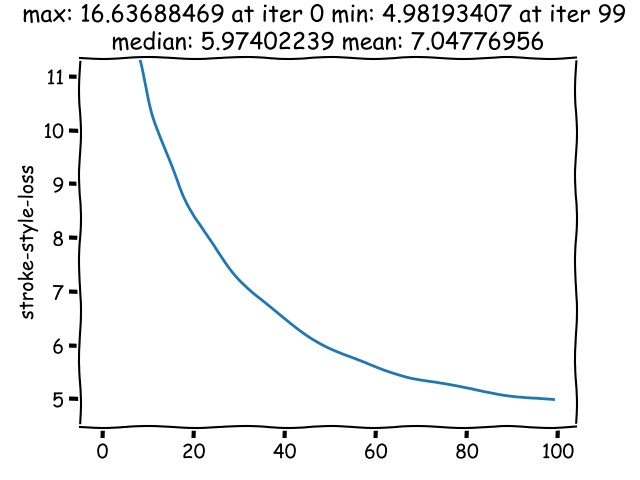 max: 16.63688469 at iter 0 min: 4.98193407 at iter 99
median: 5.97402239 mean: 7.04776956
11
10
9
8
7
6
5
stroke-style-loss
0 20 40 60 80 100